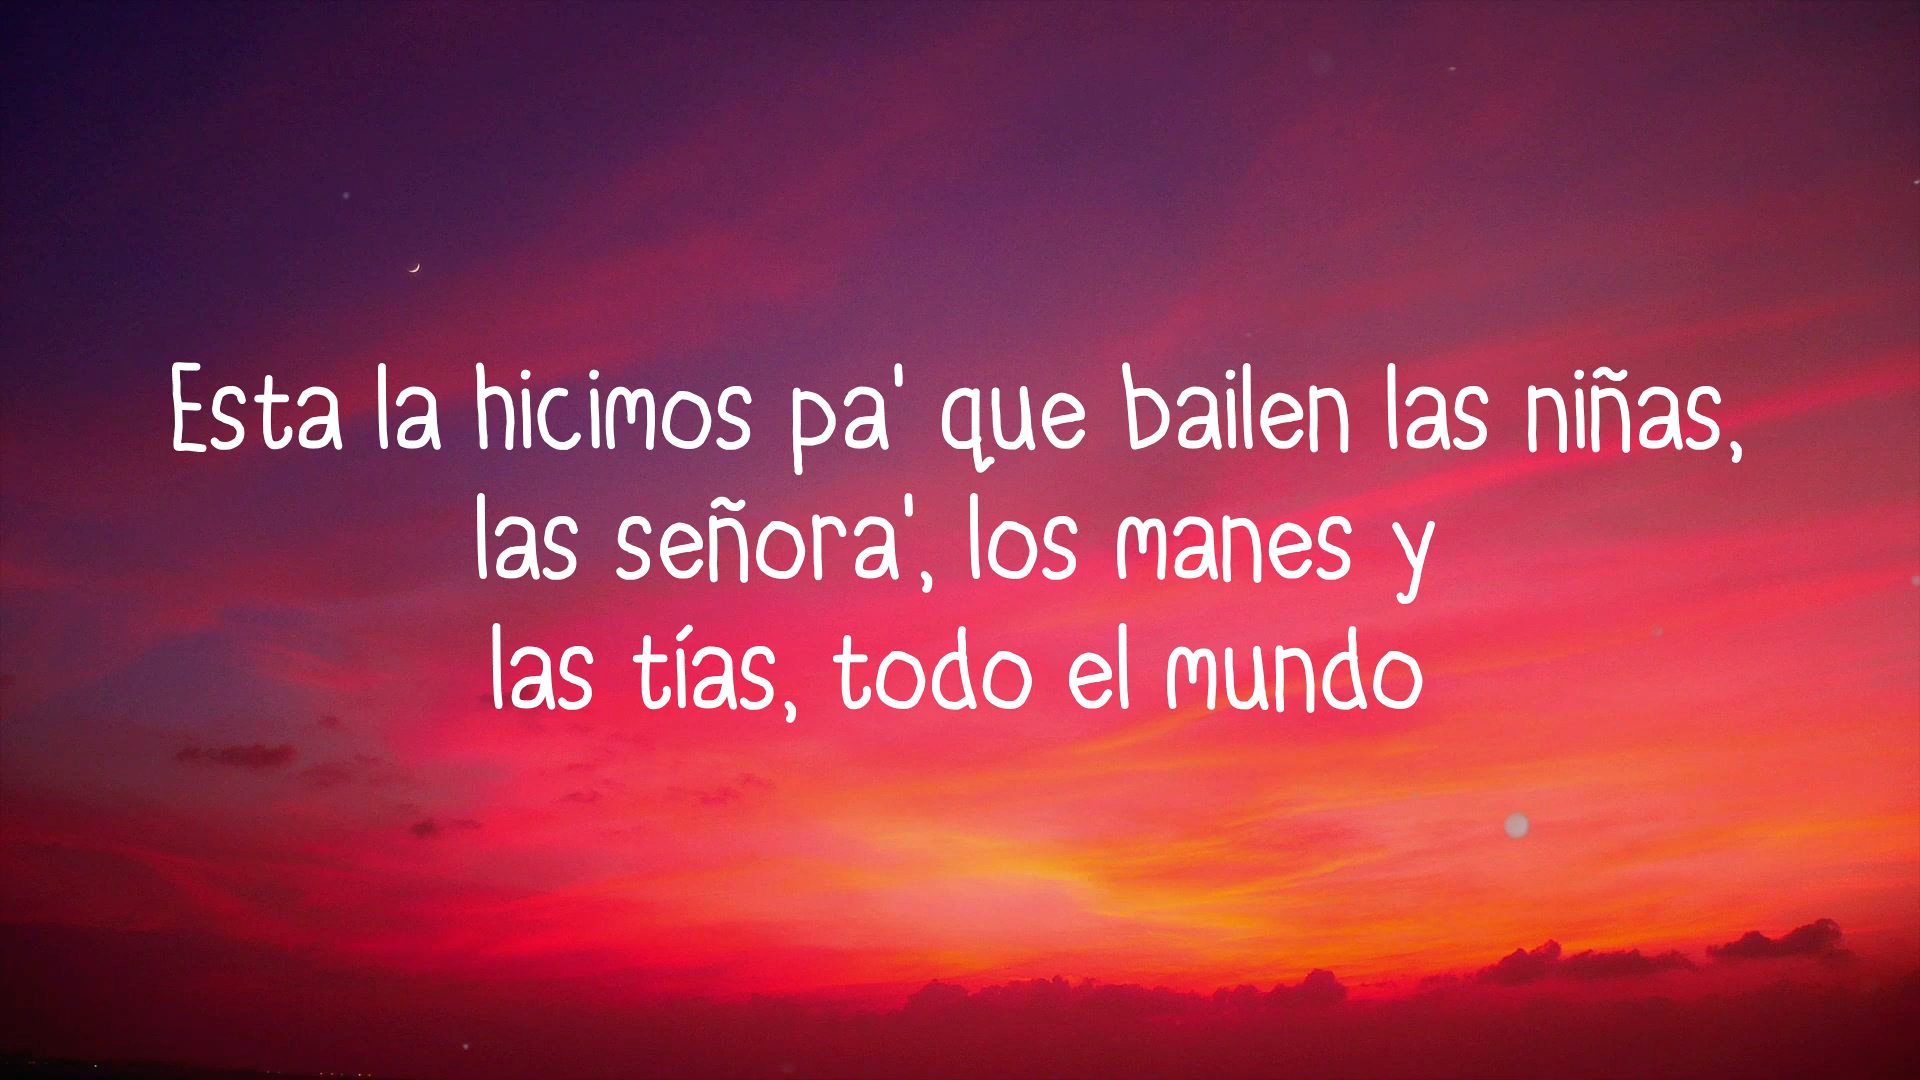 Esta la hicimos pa' que bailen las niñas,
las señora', los manes y
las tías, todo el mundo